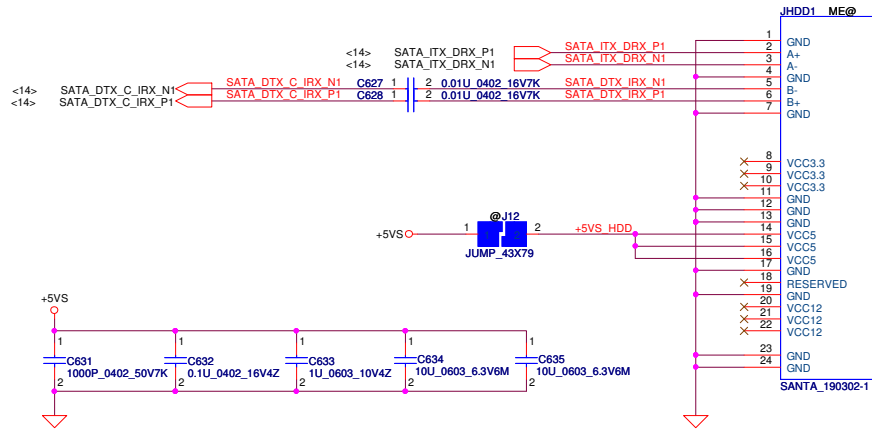 JHDD1 ME@
1 GND
<14> SATA_ITX_DRX_P1 SATA_ITX_DRX_P1 2 A+
<14> SATA_ITX_DRX_N1 SATA_ITX_DRX_N1 3 A-
4 GND
<14> SATA_DTX_C_IRX_N1 SATA_DTX_C_IRX_N1 C627 1 2 0.01U_0402_16V7K SATA_DTX_IRX_N1 5 B-
<14> SATA_DTX_C_IRX_P1 SATA_DTX_C_IRX_P1 C628 1 2 0.01U_0402_16V7K SATA_DTX_IRX_P1 6 B+
7 GND
8 VCC3.3
9 VCC3.3
10 VCC3.3
11 GND
12 GND
@J12 13 GND
+5VS 1 2 +5VS_HDD 14 VCC5
15 VCC5
JUMP_43X79 16 VCC5
17 GND
18 RESERVED
19 GND
+5VS 20 VCC12
21 VCC12
22 VCC12
1 1 1 1 1
23 GND
C631 C632 C633 C634 C635 24 GND
1000P_0402_50V7K 0.1U_0402_16V4Z 1U_0603_10V4Z 10U_0603_6.3V6M 10U_0603_6.3V6M
2 2 2 2 2
SANTA_190302-1